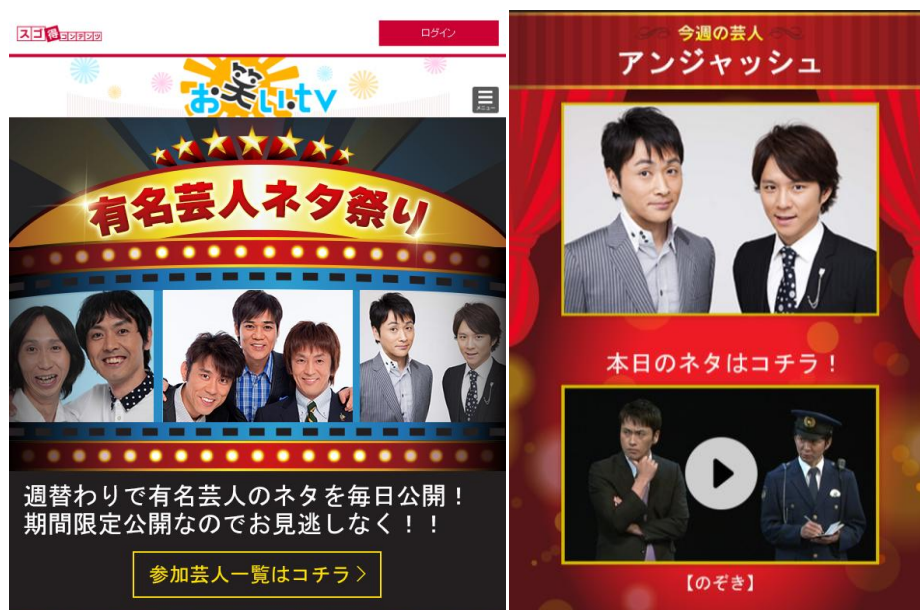 スゴ得コンテンツ
ログイン
お笑いtv
メニュー
有名芸人ネタ祭り
週替わりで有名芸人のネタを毎日公開！
期間限定公開なのでお見逃しなく！！
参加芸人一覧はコチラ＞
今週の芸人
アンジャッシュ
本日のネタはコチラ！
【のぞき】